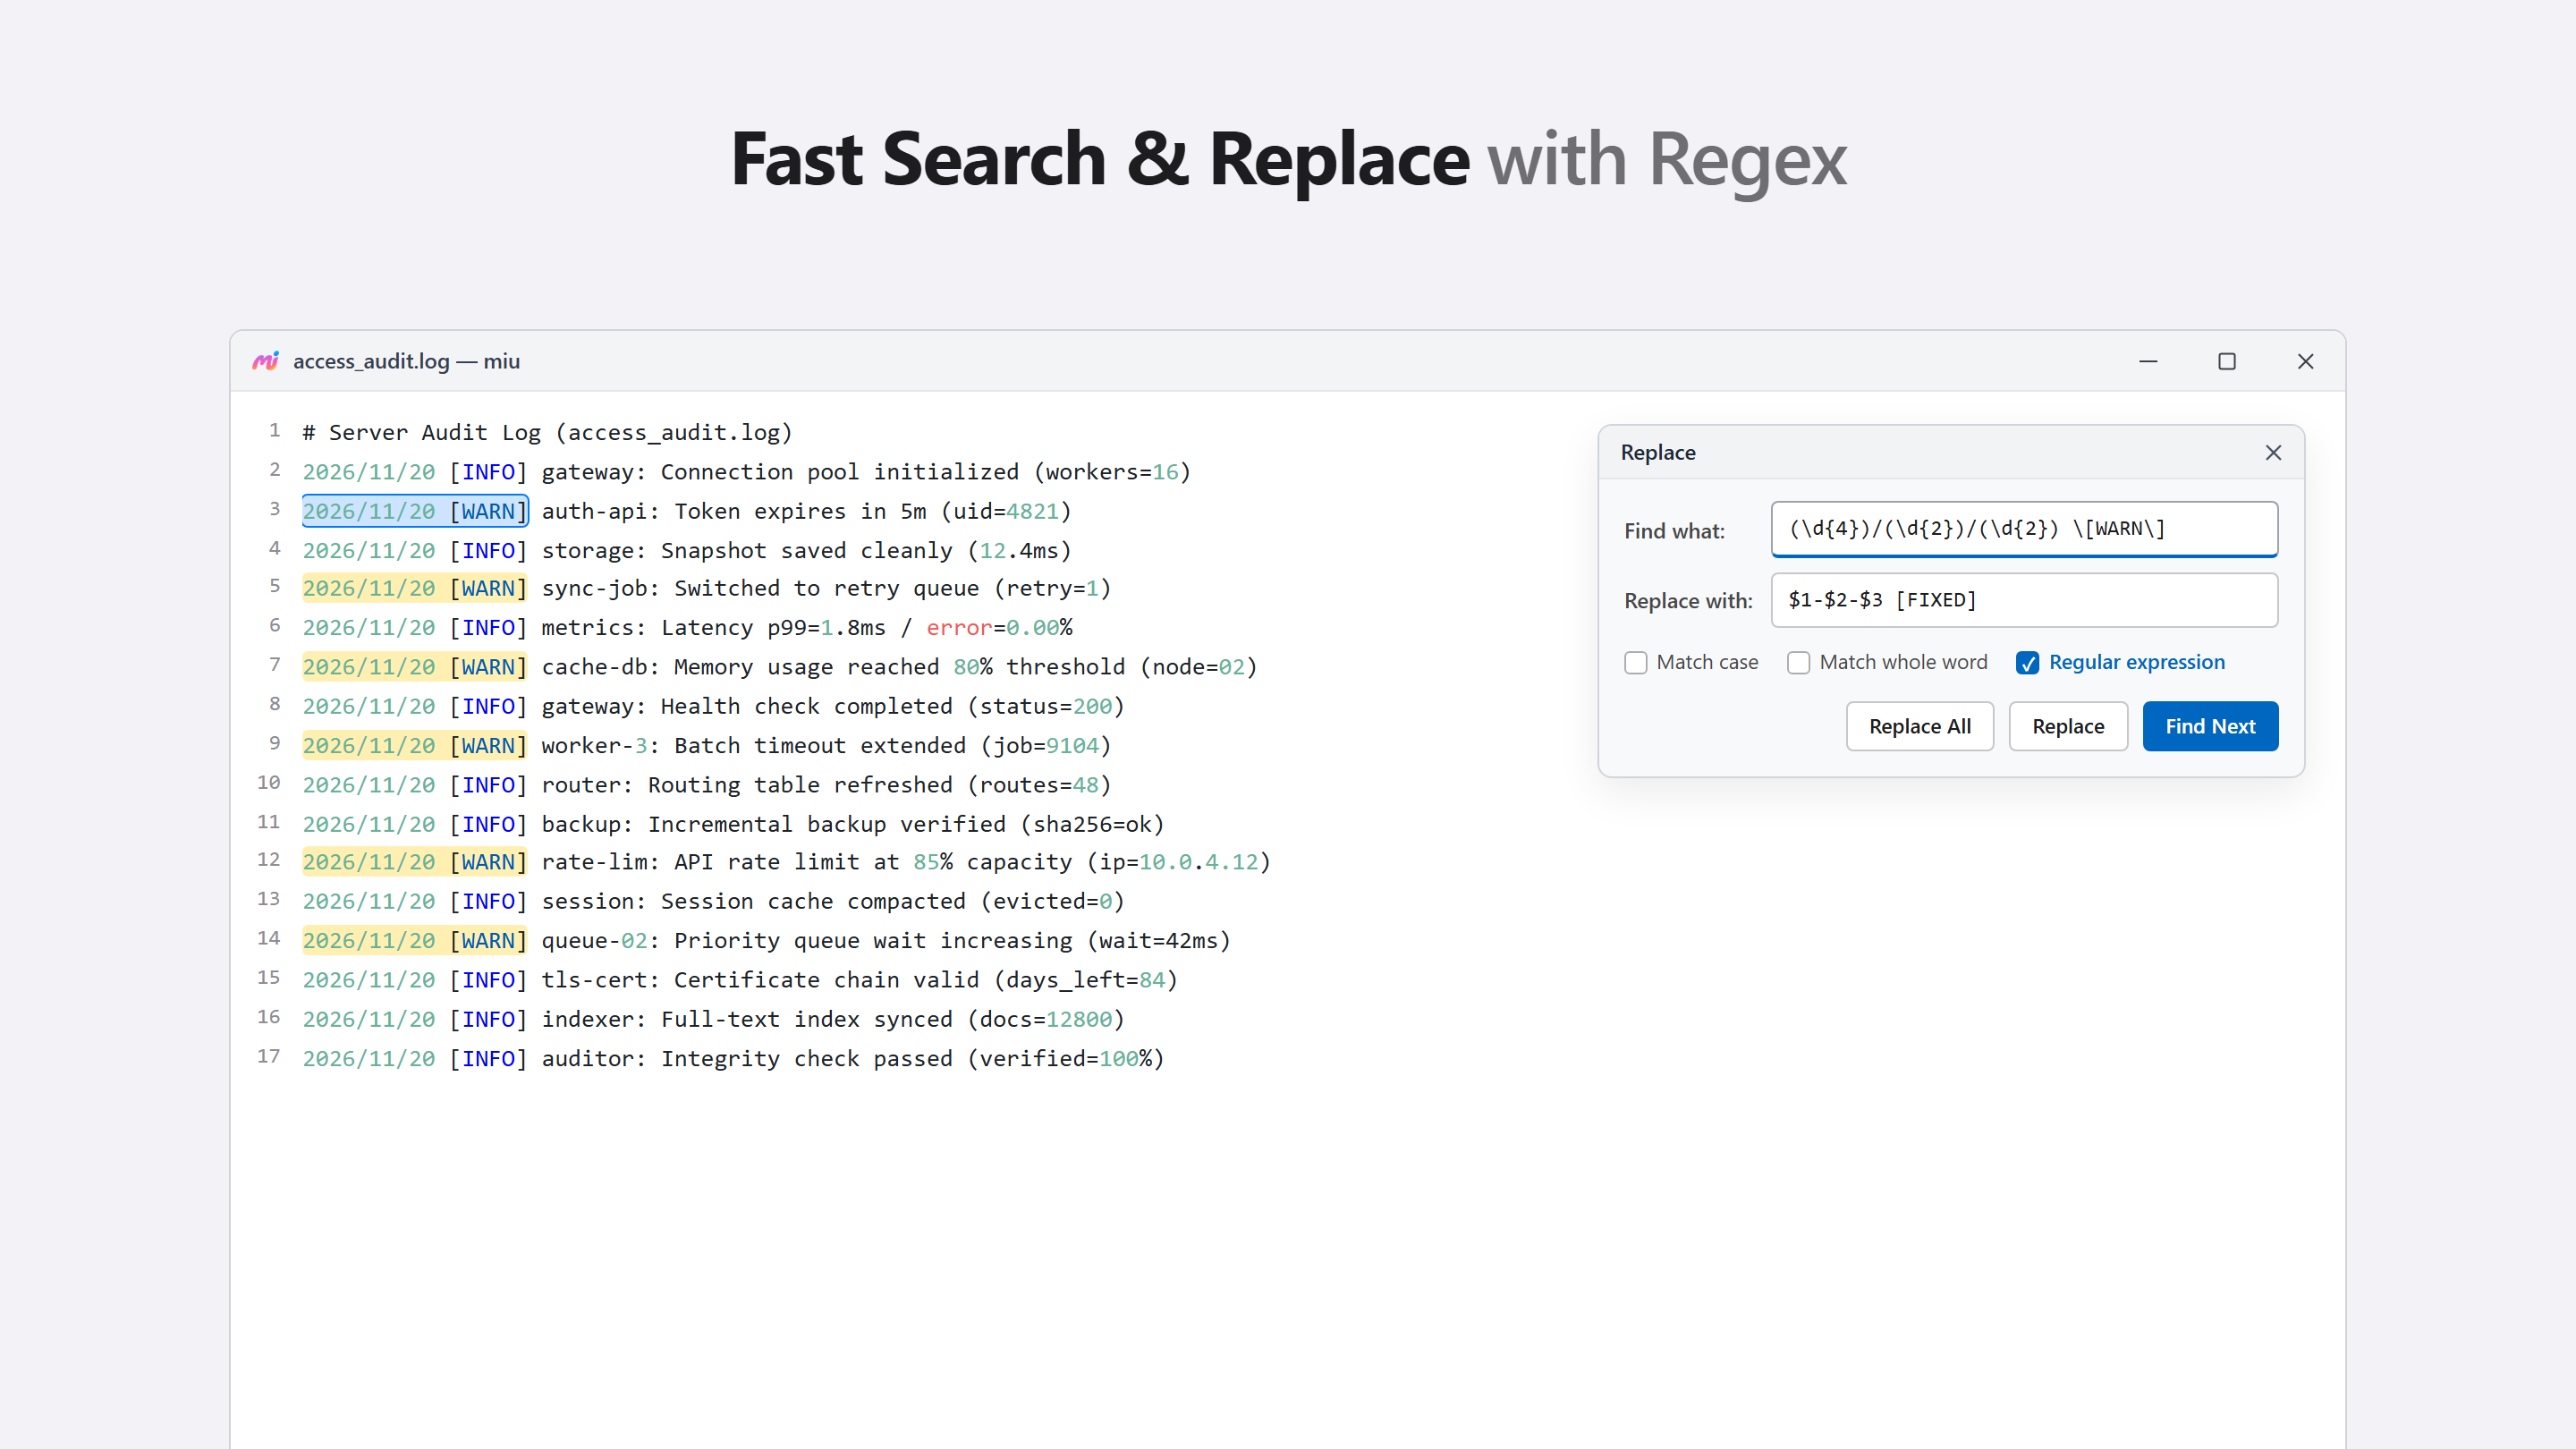 Fast Search & Replace with Regex
access_audit.log — miu
1 # Server Audit Log (access_audit.log)
2 2026/11/20 [INFO] gateway: Connection pool initialized (workers=16)
3 2026/11/20 [WARN] auth-api: Token expires in 5m (uid=4821)
4 2026/11/20 [INFO] storage: Snapshot saved cleanly (12.4ms)
5 2026/11/20 [WARN] sync-job: Switched to retry queue (retry=1)
6 2026/11/20 [INFO] metrics: Latency p99=1.8ms / error=0.00%
7 2026/11/20 [WARN] cache-db: Memory usage reached 80% threshold (node=02)
8 2026/11/20 [INFO] gateway: Health check completed (status=200)
9 2026/11/20 [WARN] worker-3: Batch timeout extended (job=9104)
10 2026/11/20 [INFO] router: Routing table refreshed (routes=48)
11 2026/11/20 [INFO] backup: Incremental backup verified (sha256=ok)
12 2026/11/20 [WARN] rate-lim: API rate limit at 85% capacity (ip=10.0.4.12)
13 2026/11/20 [INFO] session: Session cache compacted (evicted=0)
14 2026/11/20 [WARN] queue-02: Priority queue wait increasing (wait=42ms)
15 2026/11/20 [INFO] tls-cert: Certificate chain valid (days_left=84)
16 2026/11/20 [INFO] indexer: Full-text index synced (docs=12800)
17 2026/11/20 [INFO] auditor: Integrity check passed (verified=100%)
Replace
Find what: (\d{4})/(\d{2})/(\d{2}) \[WARN\]
Replace with: $1-$2-$3 [FIXED]
Match case Match whole word Regular expression
Replace All Replace Find Next